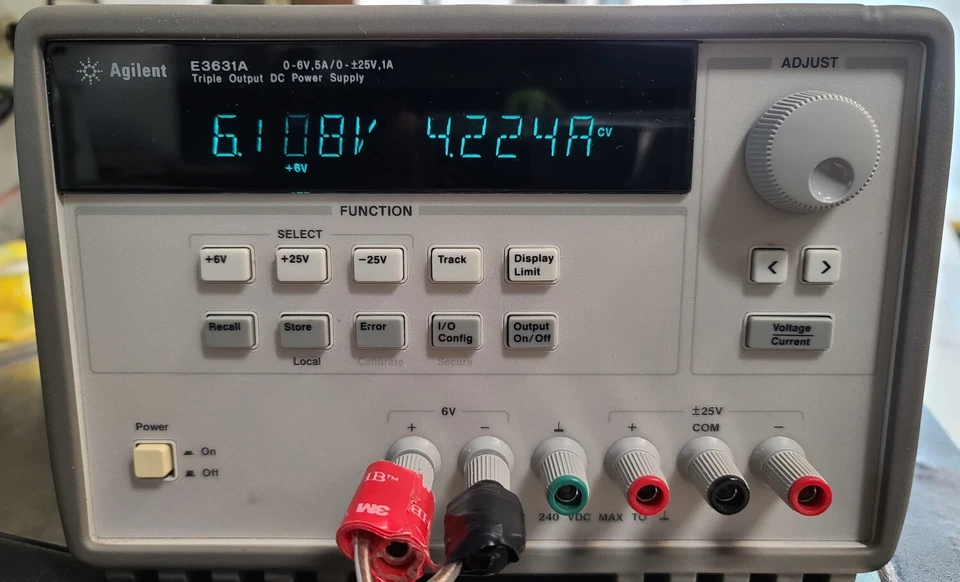 Agilent E3631A 0-6V,5A/0-±25V,1A
Triple Output DC Power Supply
6.108V 4.224A CV
+6V
ADJUST
FUNCTION
SELECT
+6V +25V -25V Track Display Limit
< >
Recall Store Error I/O Config Output On/Off
Voltage
Current
Local Calibrate Secure
Power
On
Off
6V
+ -
⊥
±25V
+ COM -
240 VDC MAX TO ⊥
3M